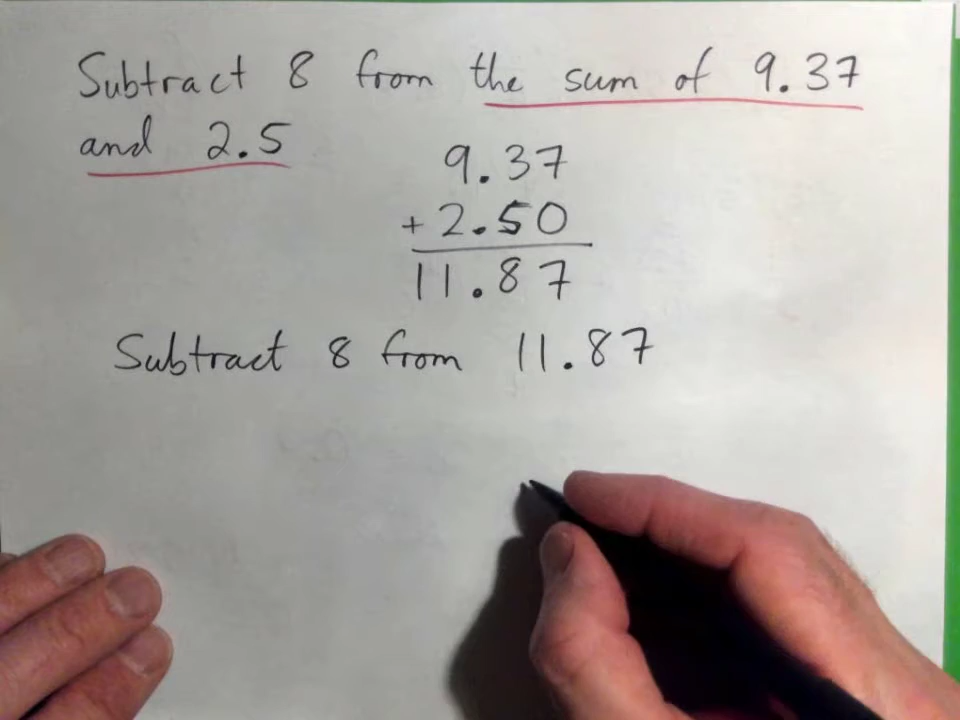 Subtract 8 from the sum of 9.37
and 2.5
9.37
+ 2.50
11.87
Subtract 8 from 11.87